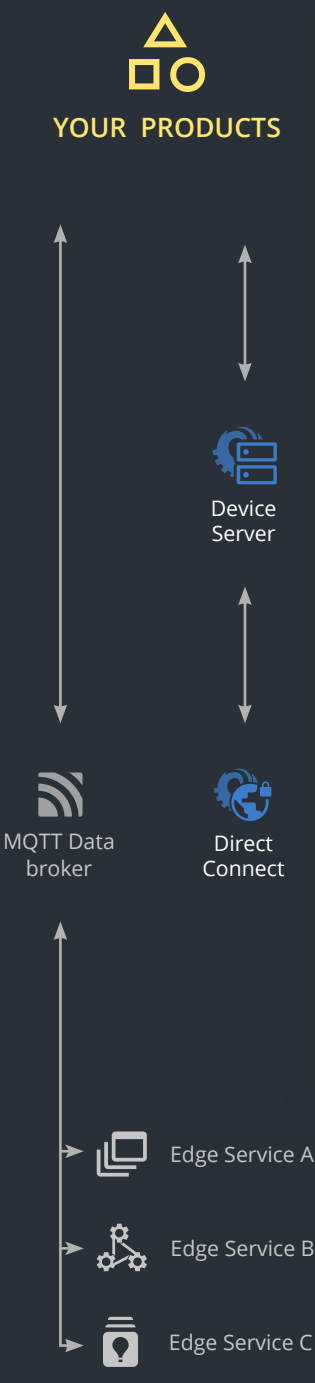 YOUR PRODUCTS
Device
Server
MQTT Data
broker
Direct
Connect
Edge Service A
Edge Service B
Edge Service C